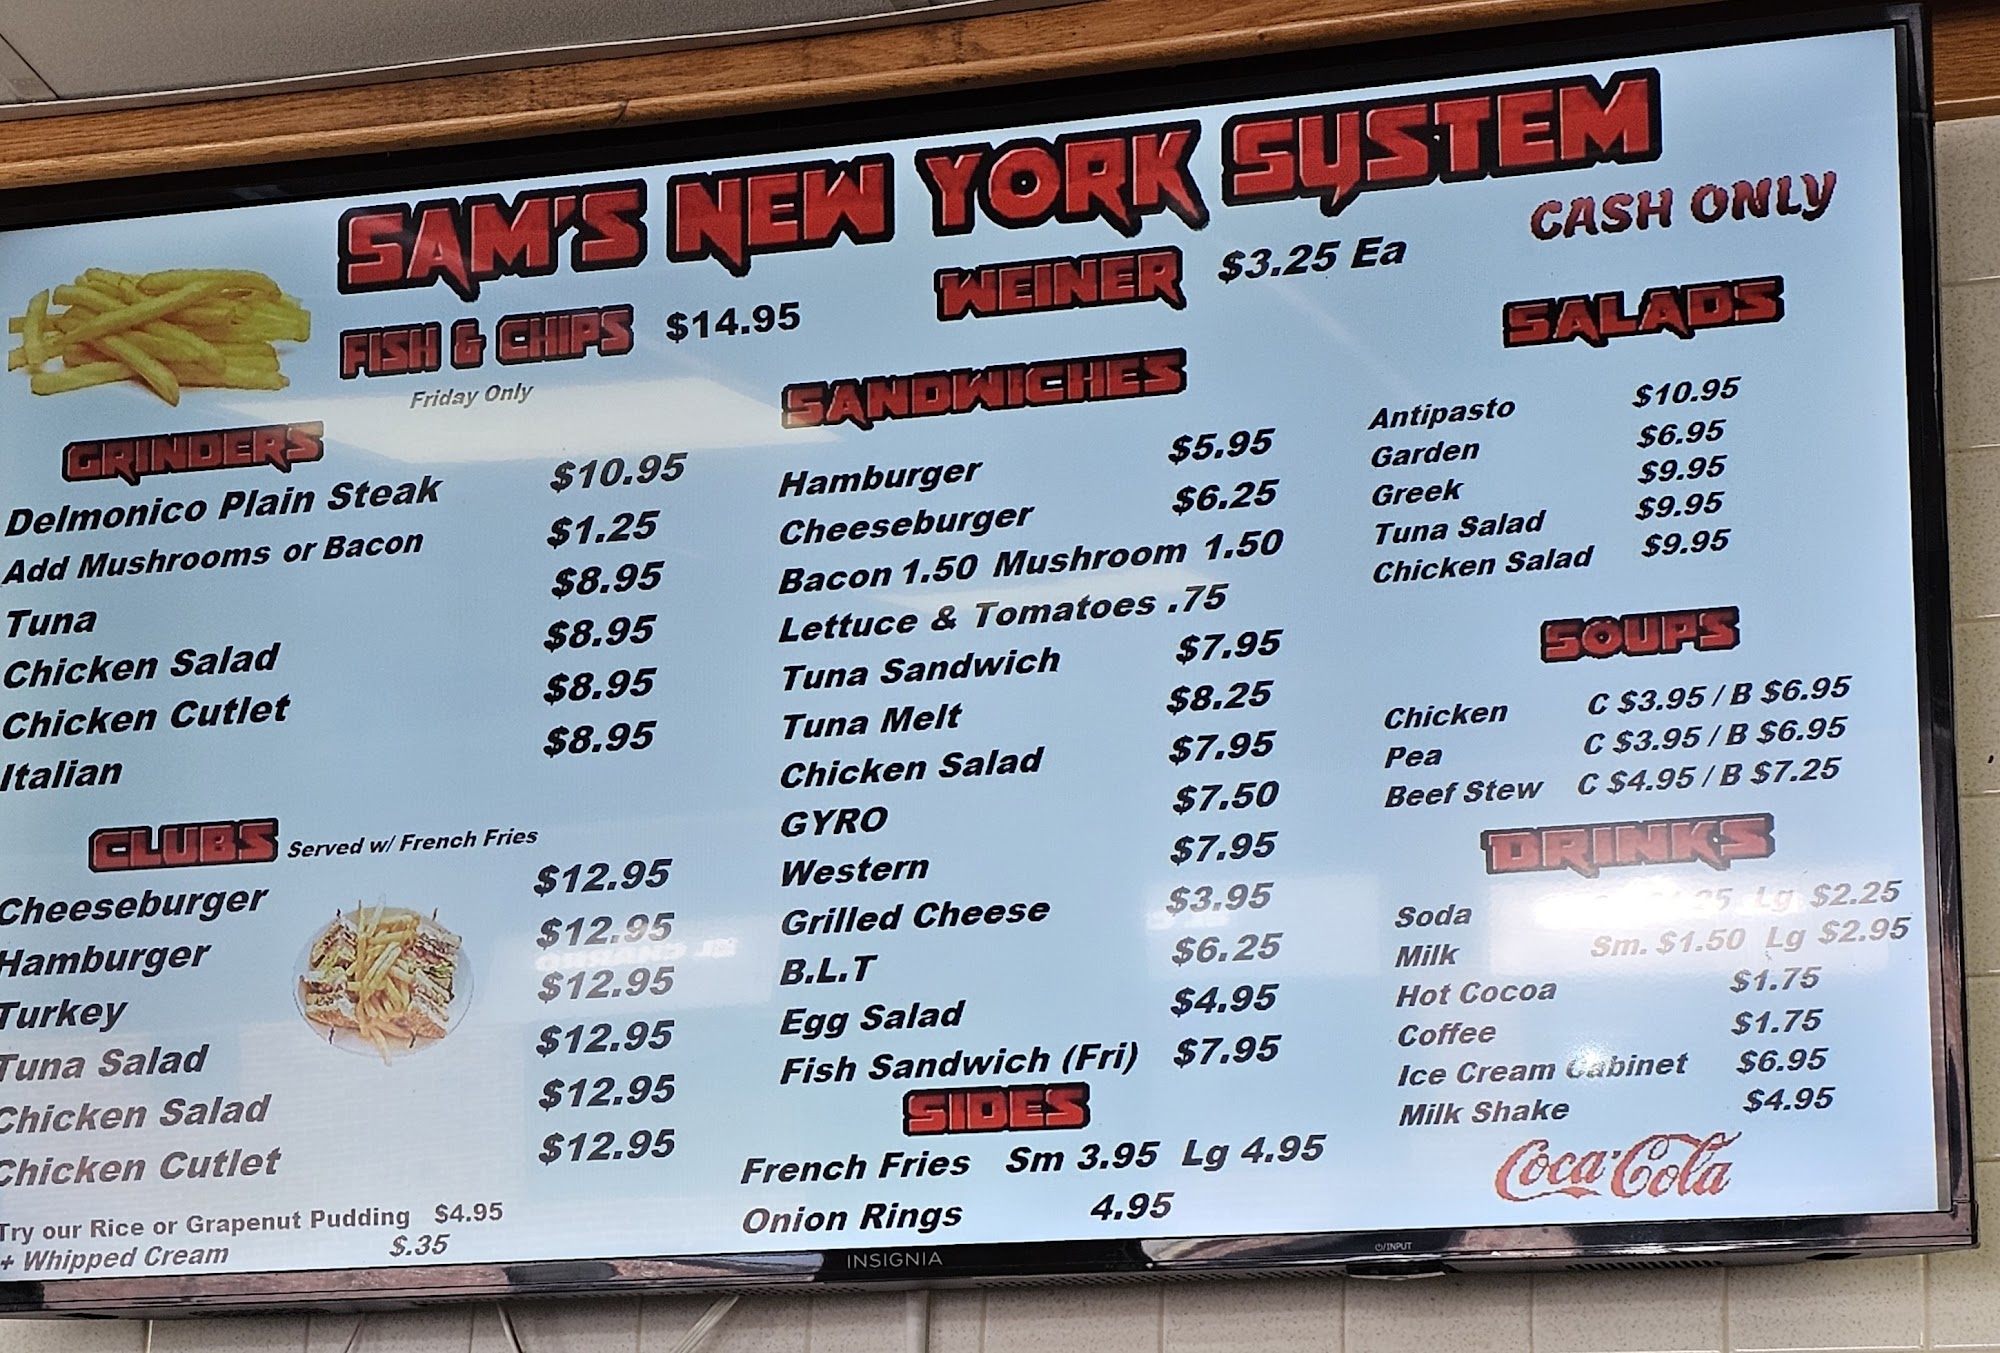 SAM'S NEW YORK SYSTEM
CASH ONLY
WEINER $3.25 Ea
FISH & CHIPS $14.95
Friday Only
GRINDERS
Delmonico Plain Steak $10.95
Add Mushrooms or Bacon $1.25
Tuna $8.95
Chicken Salad $8.95
Chicken Cutlet $8.95
Italian $8.95
CLUBS Served w/ French Fries
Cheeseburger $12.95
Hamburger $12.95
Turkey $12.95
Tuna Salad $12.95
Chicken Salad $12.95
Chicken Cutlet $12.95
Try our Rice or Grapenut Pudding $4.95
+ Whipped Cream $.35
SANDWICHES
Hamburger $5.95
Cheeseburger $6.25
Bacon 1.50 Mushroom 1.50
Lettuce & Tomatoes .75
Tuna Sandwich $7.95
Tuna Melt $8.25
Chicken Salad $7.95
GYRO $7.50
Western $7.95
Grilled Cheese $3.95
B.L.T $6.25
Egg Salad $4.95
Fish Sandwich (Fri) $7.95
SIDES
French Fries Sm 3.95 Lg 4.95
Onion Rings 4.95
SALADS
Antipasto $10.95
Garden $6.95
Greek $9.95
Tuna Salad $9.95
Chicken Salad $9.95
SOUPS
Chicken C $3.95 / B $6.95
Pea C $3.95 / B $6.95
Beef Stew C $4.95 / B $7.25
DRINKS
Soda Lg $2.25
Milk Sm. $1.50 Lg $2.95
Hot Cocoa $1.75
Coffee $1.75
Ice Cream Cabinet $6.95
Milk Shake $4.95
Coca-Cola
INSIGNIA
/INPUT